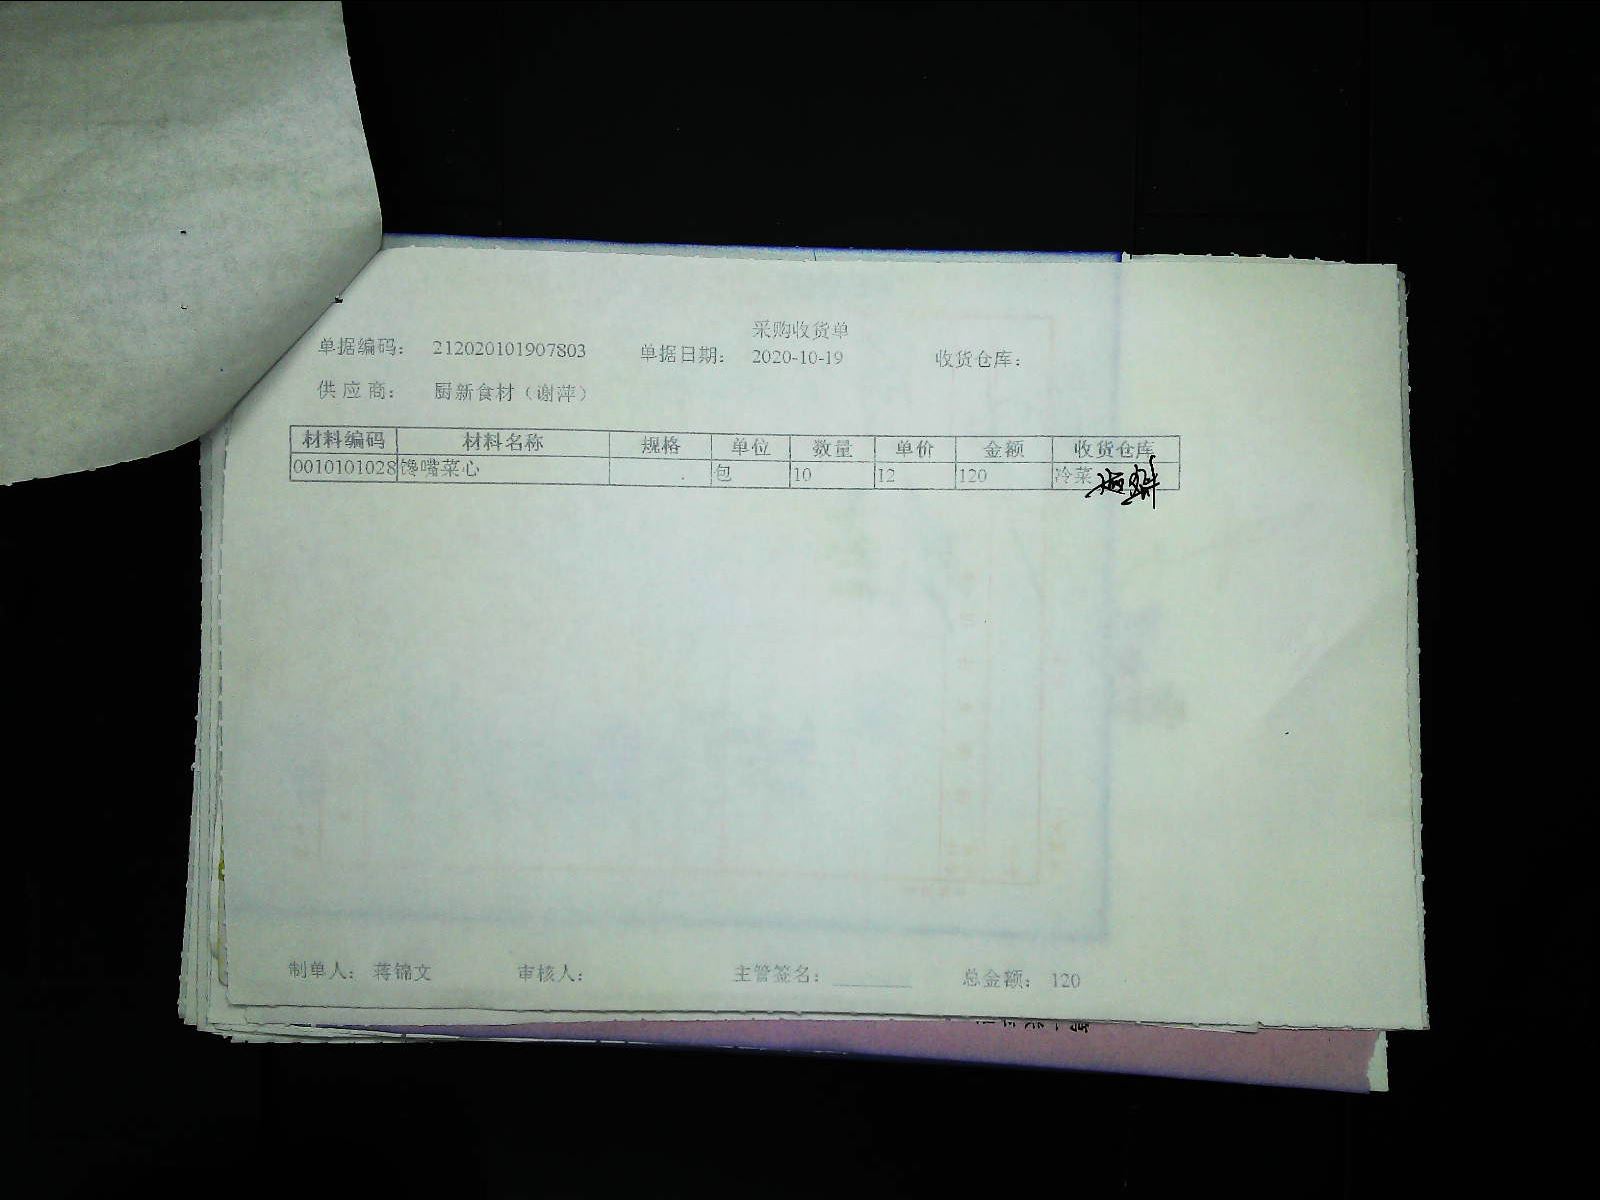 采购收货单
单据编码： 212020101907803 单据日期： 2020-10-19 收货仓库：
供应商： 厨新食材（谢萍）
材料编码 材料名称 规格 单位 数量 单价 金额 收货仓库
0010101028 馋嘴菜心 包 10 12 120 冷菜
制单人： 蒋锦文 审核人： 主管签名： 总金额： 120